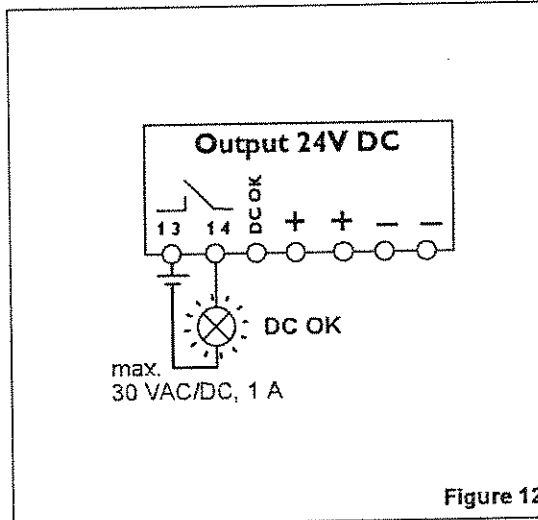 Output 24V DC
13 14 DC OK + + − −
DC OK
max.
30 VAC/DC, 1 A
Figure 12